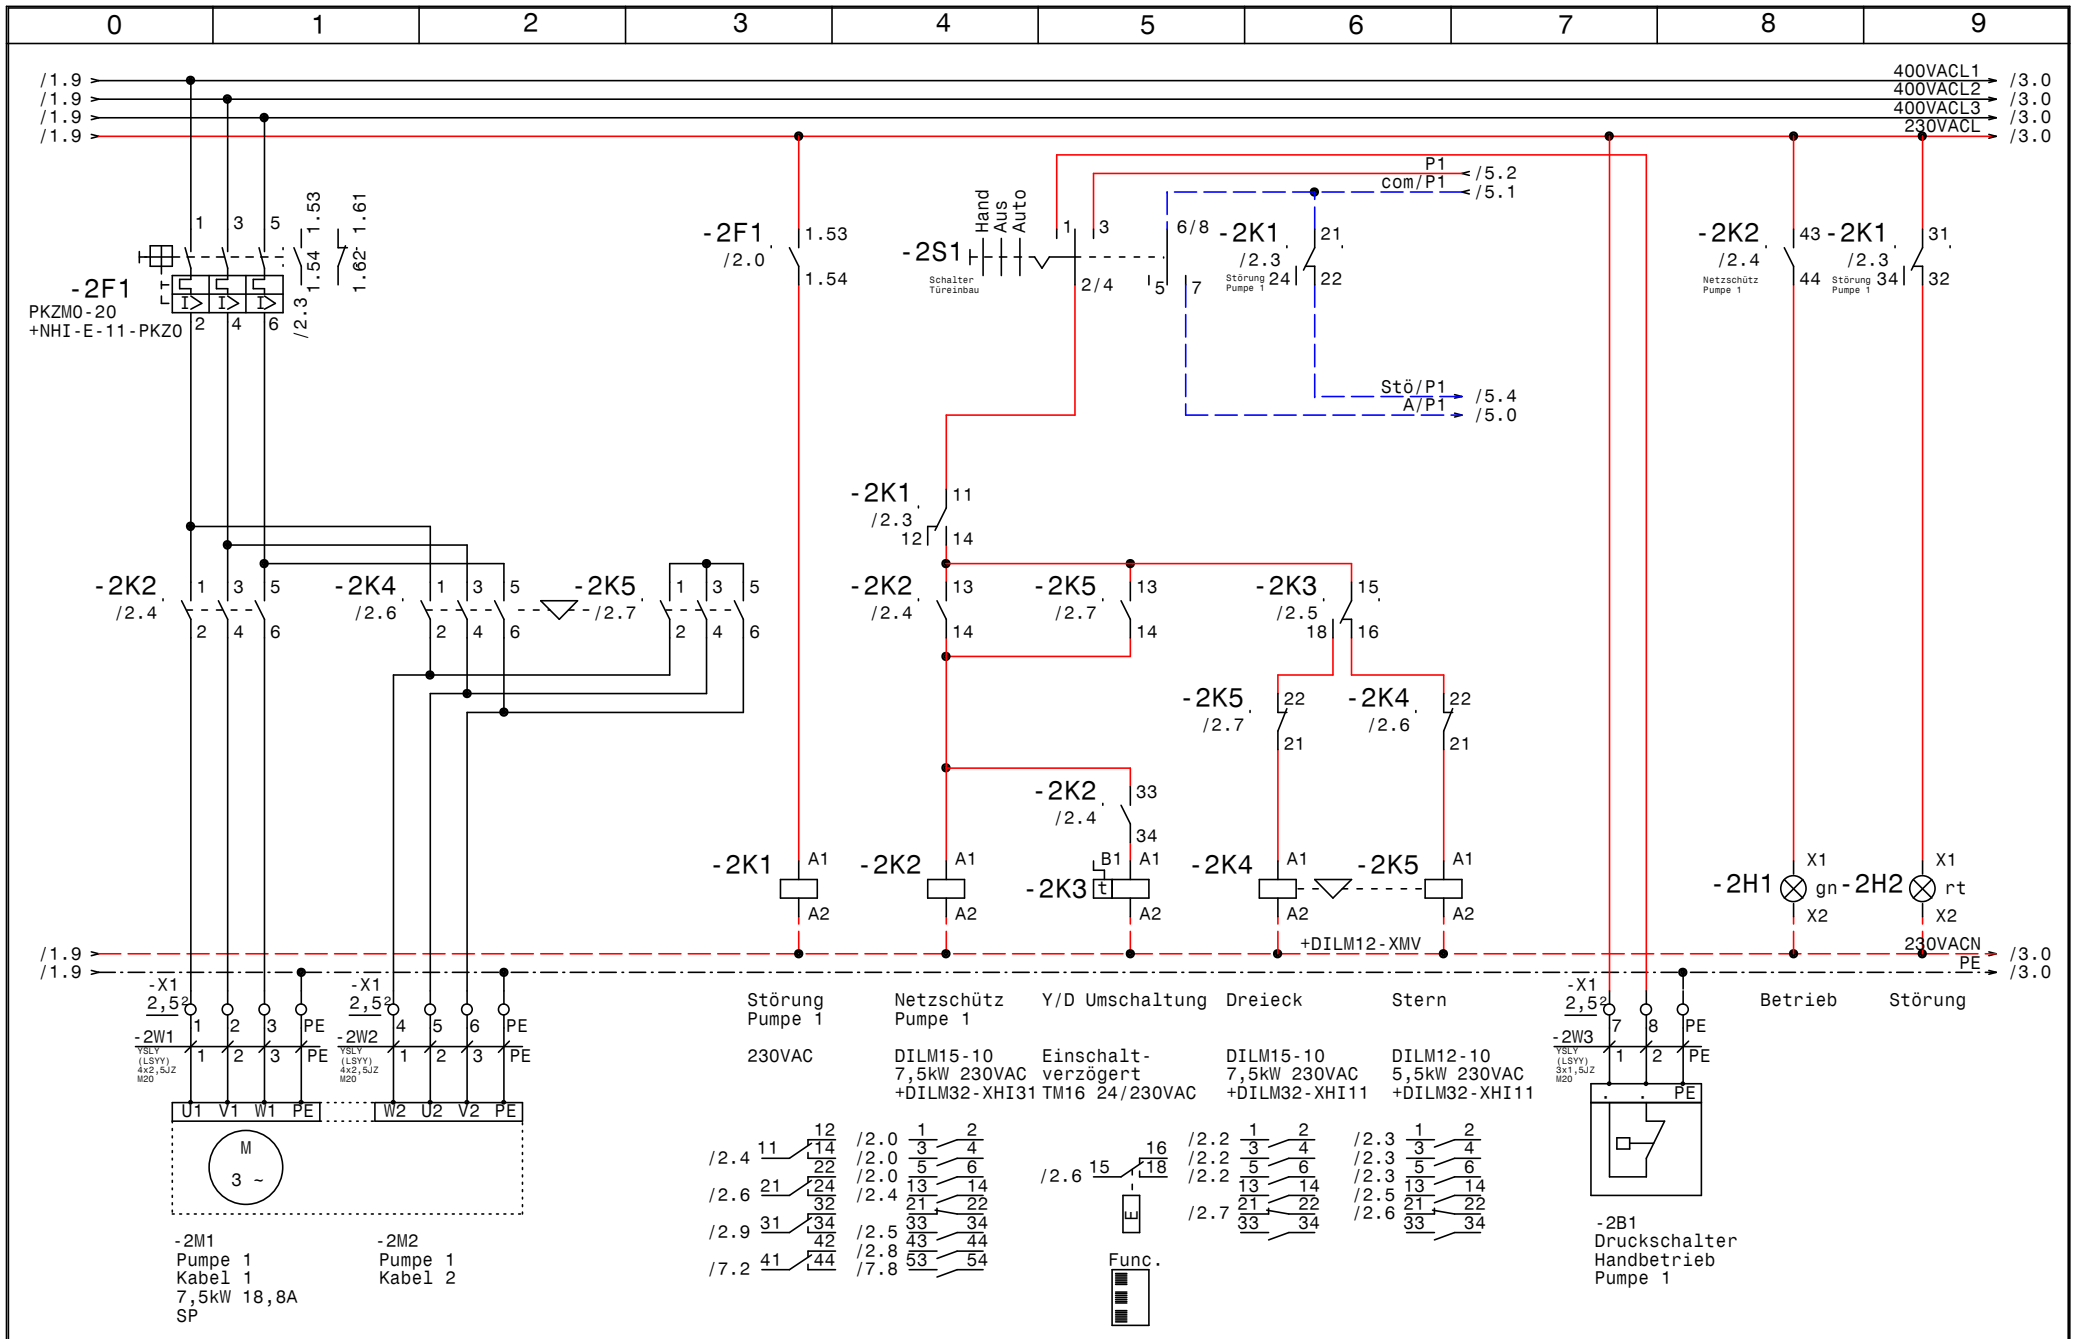 0 1 2 3 4 5 6 7 8 9
/1.9 400VACL1 /3.0
/1.9 400VACL2 /3.0
/1.9 400VACL3 /3.0
/1.9 230VACL /3.0
P1 /5.2
com/P1 /5.1
1 3 5 1.53 1.61
1.54 1.62
-2F1
PKZM0-20
+NHI-E-11-PKZ0
2 4 6 /2.3
-2F1 1.53
/2.0
1.54
Hand
Aus
Auto
-2S1
Schalter
Türeinbau
1 3 6/8
2/4 5 7
-2K1 21
/2.3
Störung
Pumpe 1
24 22
-2K2 43
/2.4
Netzschütz
Pumpe 1
44
-2K1 31
/2.3
Störung
Pumpe 1
34 32
Stö/P1 /5.4
A/P1 /5.0
-2K1 11
/2.3
12 14
-2K2 1 3 5
/2.4
2 4 6
-2K4 1 3 5
/2.6
2 4 6
-2K5 1 3 5
/2.7
2 4 6
-2K2 13
/2.4
14
-2K5 13
/2.7
14
-2K3 15
/2.5
18 16
-2K5 22
/2.7
21
-2K4 22
/2.6
21
-2K2 33
/2.4
34
-2K1 A1
A2
-2K2 A1
A2
-2K3 B1 A1
t
A2
-2K4 A1
A2
-2K5 A1
A2
-2H1 X1
gn
X2
-2H2 X1
rt
X2
+DILM12-XMV
/1.9 230VACN /3.0
/1.9 PE /3.0
-X1
2,5²
1 2 3 PE
-2W1
YSLY
(LSYY)
4x2,5JZ
M20
1 2 3 PE
U1 V1 W1 PE
-X1
2,5²
4 5 6 PE
-2W2
YSLY
(LSYY)
4x2,5JZ
M20
1 2 3 PE
W2 U2 V2 PE
M
3 ~
-2M1
Pumpe 1
Kabel 1
7,5kW 18,8A
SP
-2M2
Pumpe 1
Kabel 2
Störung
Pumpe 1
230VAC
Netzschütz
Pumpe 1
DILM15-10
7,5kW 230VAC
+DILM32-XHI31
Y/D Umschaltung
Einschalt-
verzögert
TM16 24/230VAC
Dreieck
DILM15-10
7,5kW 230VAC
+DILM32-XHI11
Stern
DILM12-10
5,5kW 230VAC
+DILM32-XHI11
Betrieb
Störung
-X1
2,5²
7 8 PE
-2W3
YSLY
(LSYY)
3x1,5JZ
M20
1 2 PE
PE
-2B1
Druckschalter
Handbetrieb
Pumpe 1
12
/2.4 11 14
22
/2.6 21 24
32
/2.9 31 34
42
/7.2 41 44
/2.0 1 2
/2.0 3 4
/2.0 5 6
/2.4 13 14
21 22
/2.5 33 34
/2.8 43 44
/7.8 53 54
16
/2.6 15 18
E
Func.
/2.2 1 2
/2.2 3 4
/2.2 5 6
13 14
/2.7 21 22
33 34
/2.3 1 2
/2.3 3 4
/2.3 5 6
/2.5 13 14
/2.6 21 22
33 34